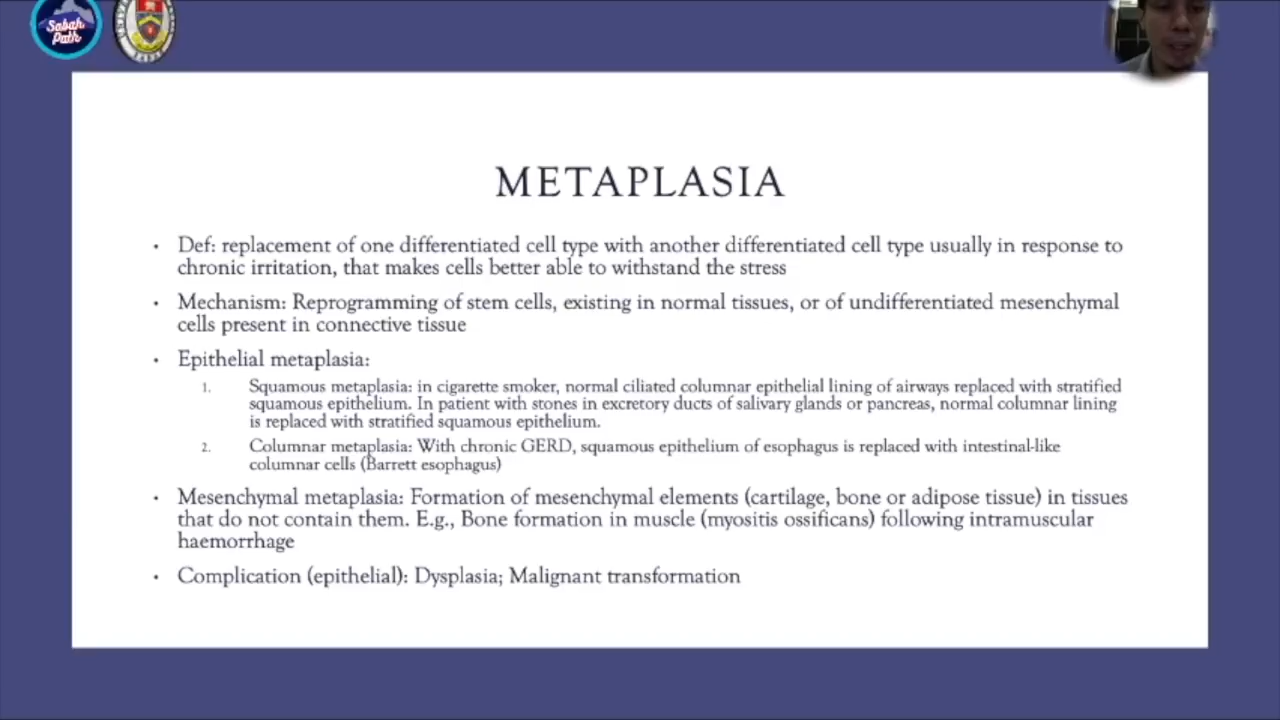 Sabah
Path
METAPLASIA
• Def: replacement of one differentiated cell type with another differentiated cell type usually in response to
chronic irritation, that makes cells better able to withstand the stress
• Mechanism: Reprogramming of stem cells, existing in normal tissues, or of undifferentiated mesenchymal
cells present in connective tissue
• Epithelial metaplasia:
1. Squamous metaplasia: in cigarette smoker, normal ciliated columnar epithelial lining of airways replaced with stratified
squamous epithelium. In patient with stones in excretory ducts of salivary glands or pancreas, normal columnar lining
is replaced with stratified squamous epithelium.
2. Columnar metaplasia: With chronic GERD, squamous epithelium of esophagus is replaced with intestinal-like
columnar cells (Barrett esophagus)
• Mesenchymal metaplasia: Formation of mesenchymal elements (cartilage, bone or adipose tissue) in tissues
that do not contain them. E.g., Bone formation in muscle (myositis ossificans) following intramuscular
haemorrhage
• Complication (epithelial): Dysplasia; Malignant transformation